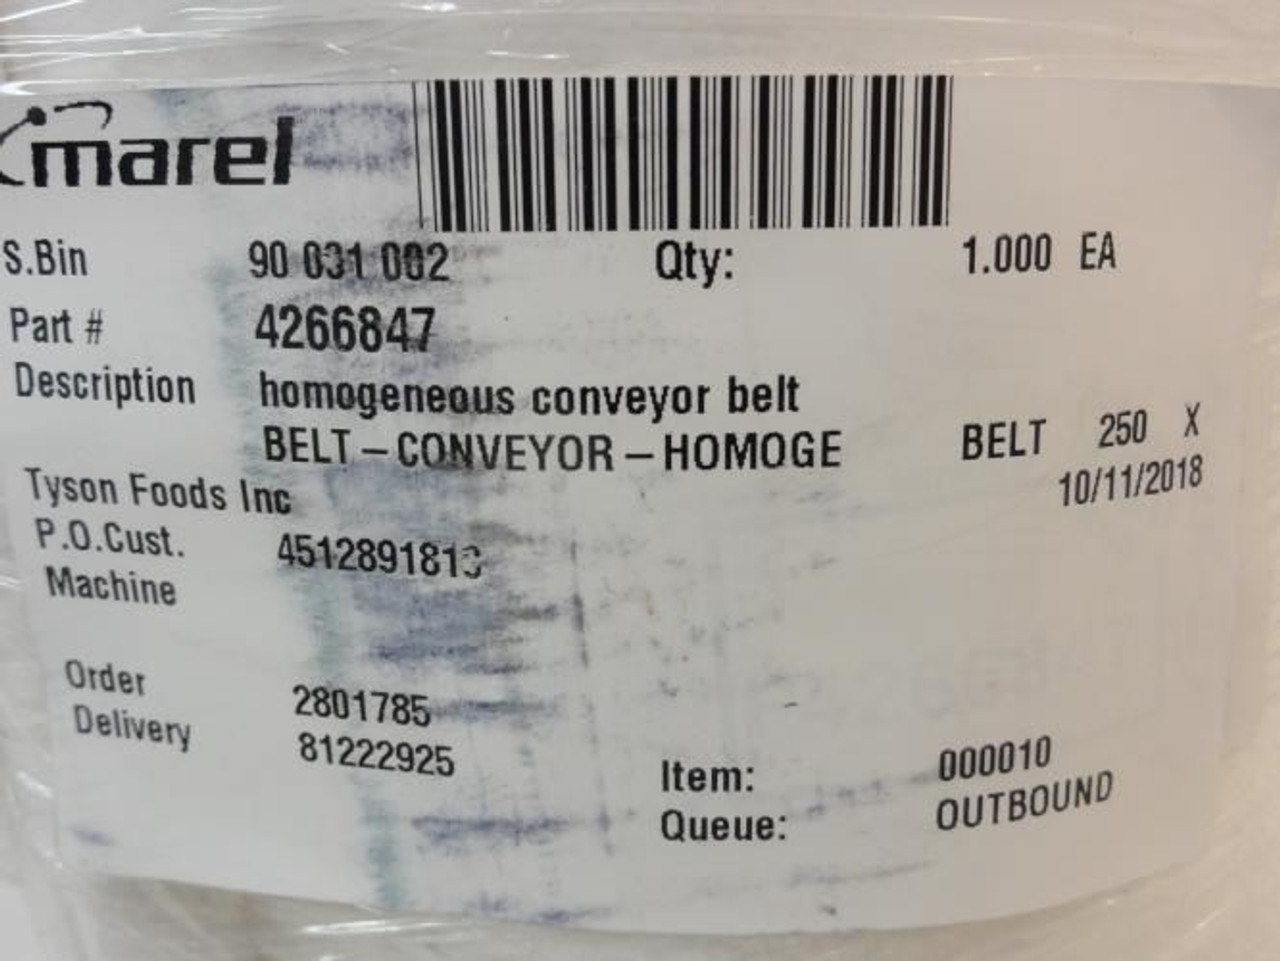 marel
S.Bin 90 031 002 Qty: 1.000 EA
Part # 4266847
Description homogeneous conveyor belt
BELT – CONVEYOR – HOMOGE BELT 250 X
Tyson Foods Inc 10/11/2018
P.O.Cust.
Machine
Order 2801785
Delivery 81222925
Item: 000010
Queue: OUTBOUND